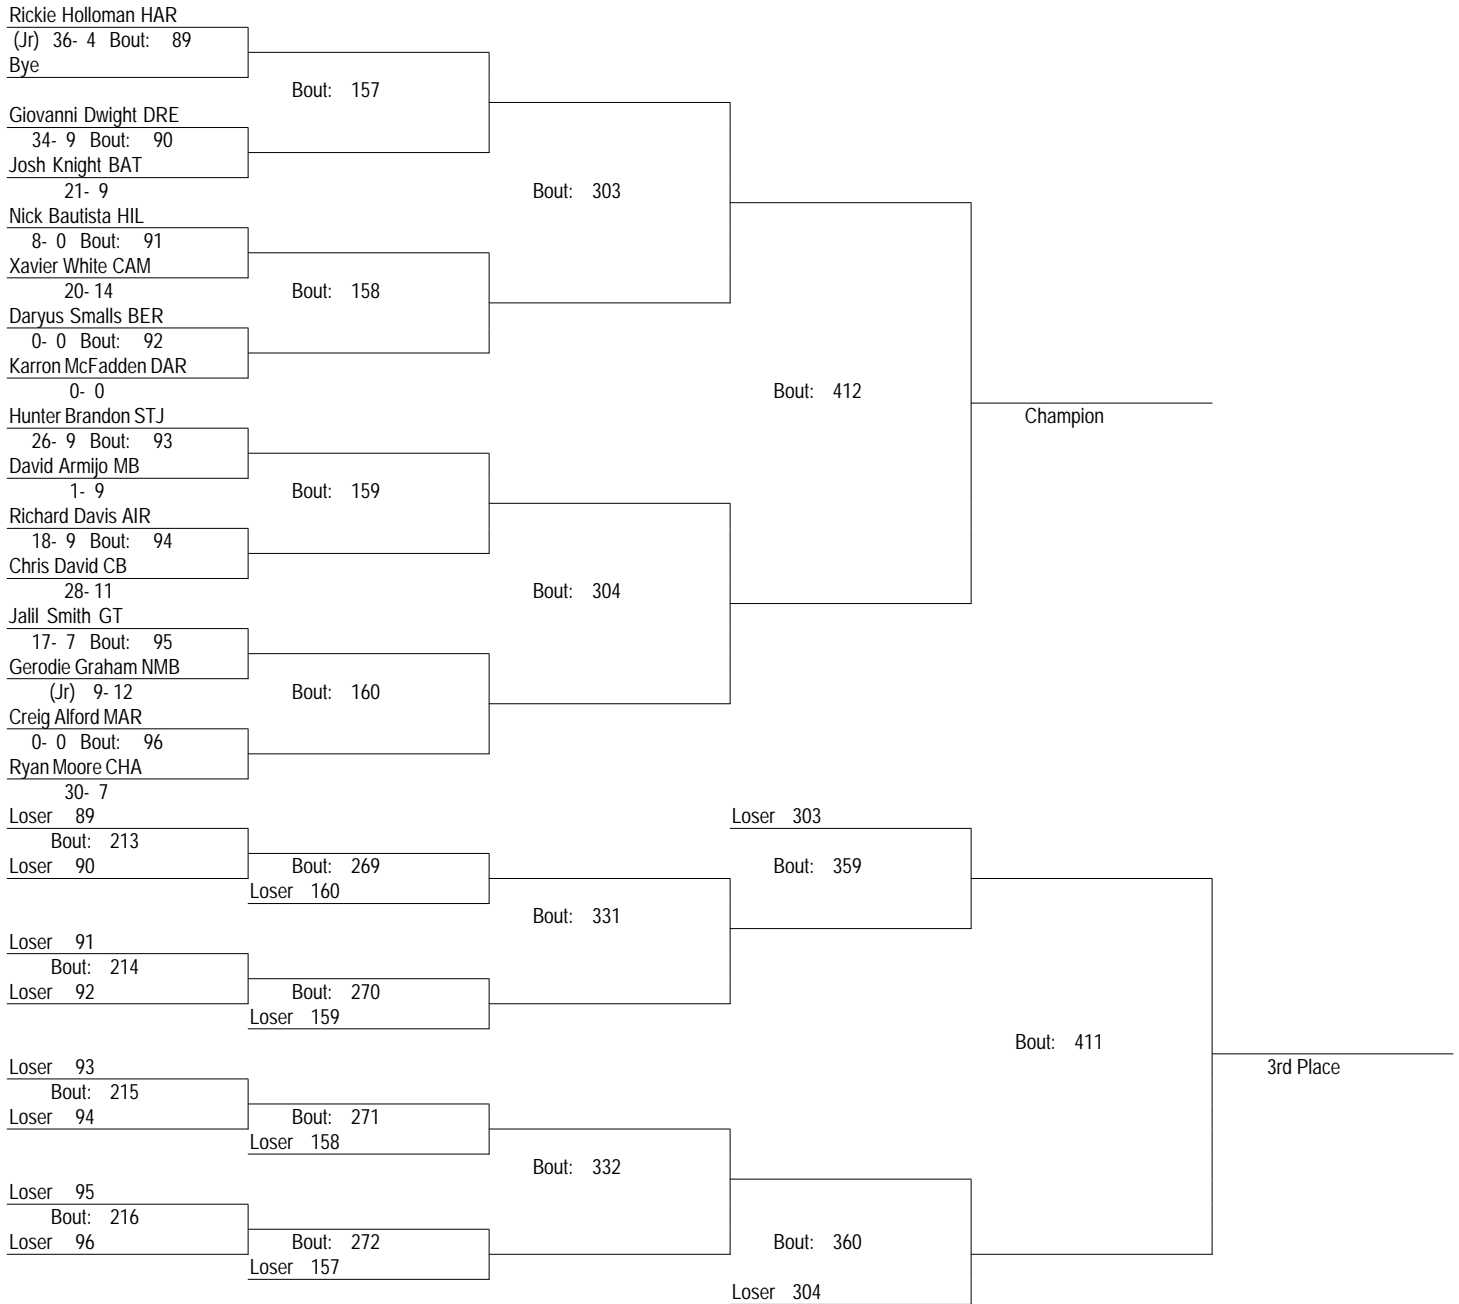 Rickie Holloman HAR
(Jr) 36- 4 Bout: 89
Bye
Bout: 157
Giovanni Dwight DRE
34- 9 Bout: 90
Josh Knight BAT
21- 9
Bout: 303
Nick Bautista HIL
8- 0 Bout: 91
Xavier White CAM
20- 14
Bout: 158
Daryus Smalls BER
0- 0 Bout: 92
Karron McFadden DAR
0- 0
Bout: 412
Hunter Brandon STJ
Champion
26- 9 Bout: 93
David Armijo MB
1- 9
Bout: 159
Richard Davis AIR
18- 9 Bout: 94
Chris David CB
28- 11
Bout: 304
Jalil Smith GT
17- 7 Bout: 95
Gerodie Graham NMB
(Jr) 9- 12
Bout: 160
Creig Alford MAR
0- 0 Bout: 96
Ryan Moore CHA
30- 7
Loser 89
Loser 303
Bout: 213
Loser 90
Bout: 269
Bout: 359
Loser 160
Bout: 331
Loser 91
Bout: 214
Loser 92
Bout: 270
Loser 159
Bout: 411
Loser 93
3rd Place
Bout: 215
Loser 94
Bout: 271
Loser 158
Bout: 332
Loser 95
Bout: 216
Loser 96
Bout: 272
Bout: 360
Loser 157
Loser 304